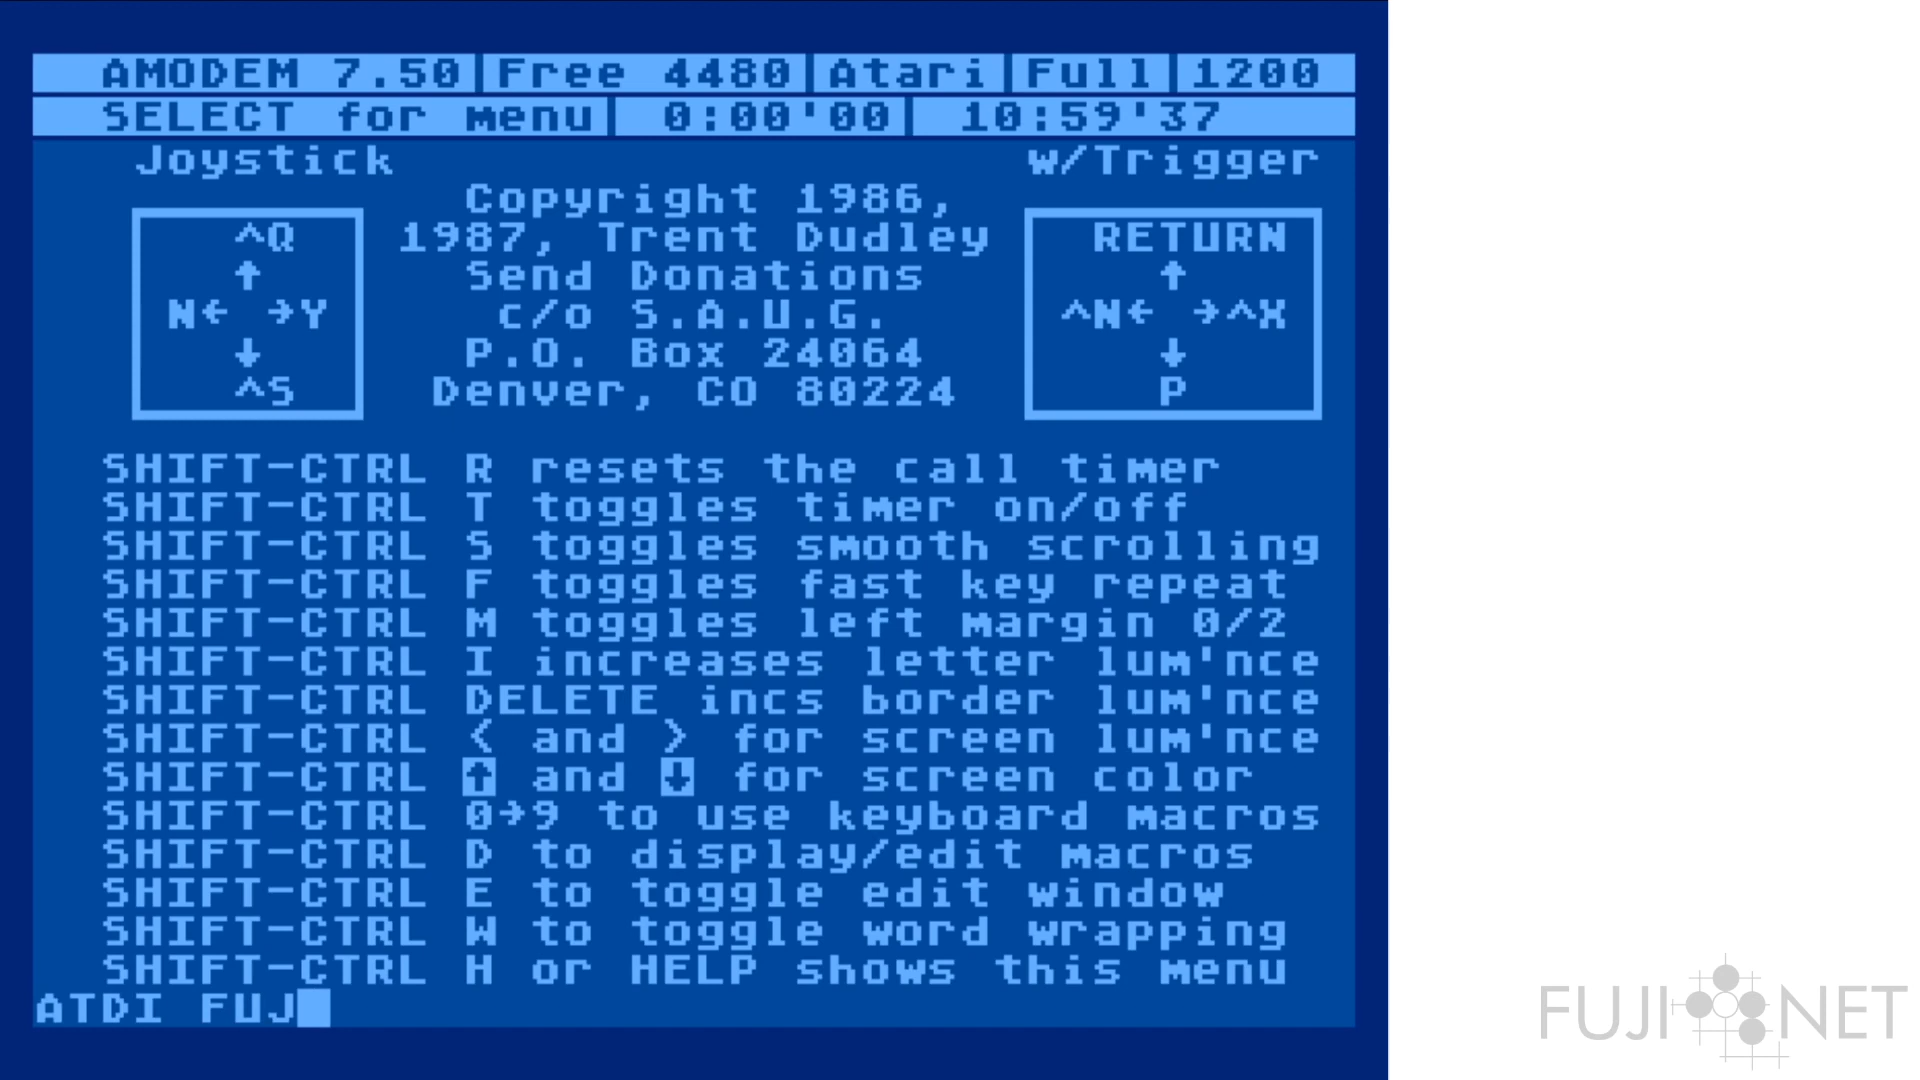 AMODEM 7.50 Free 4480 Atari Full 1200
SELECT for menu 0:00'00 10:59'37
Joystick w/Trigger
Copyright 1986,
^Q 1987, Trent Dudley RETURN
↑ Send Donations ↑
N← →Y c/o S.A.U.G. ^N← →^X
↓ P.O. Box 24064 ↓
^S Denver, CO 80224 P
SHIFT-CTRL R resets the call timer
SHIFT-CTRL T toggles timer on/off
SHIFT-CTRL S toggles smooth scrolling
SHIFT-CTRL F toggles fast key repeat
SHIFT-CTRL M toggles left margin 0/2
SHIFT-CTRL I increases letter lum'nce
SHIFT-CTRL DELETE incs border lum'nce
SHIFT-CTRL < and > for screen lum'nce
SHIFT-CTRL ↑ and ↓ for screen color
SHIFT-CTRL 0→9 to use keyboard macros
SHIFT-CTRL D to display/edit macros
SHIFT-CTRL E to toggle edit window
SHIFT-CTRL W to toggle word wrapping
SHIFT-CTRL H or HELP shows this menu
ATDI FUJ
FUJI NET